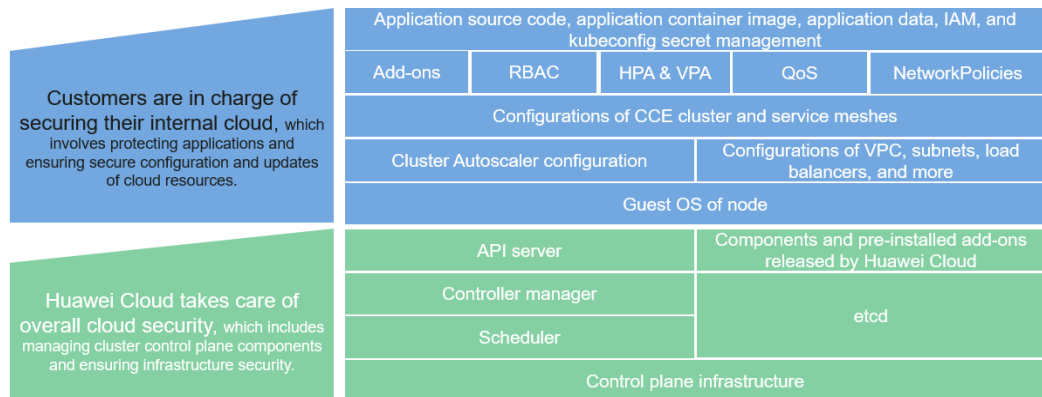 Customers are in charge of
securing their internal cloud, which
involves protecting applications and
ensuring secure configuration and updates
of cloud resources.
Application source code, application container image, application data, IAM, and
kubeconfig secret management
Add-ons
RBAC
HPA & VPA
QoS
NetworkPolicies
Configurations of CCE cluster and service meshes
Cluster Autoscaler configuration
Configurations of VPC, subnets, load
balancers, and more
Guest OS of node
Huawei Cloud takes care of
overall cloud security, which includes
managing cluster control plane components
and ensuring infrastructure security.
API server
Components and pre-installed add-ons
released by Huawei Cloud
Controller manager
etcd
Scheduler
Control plane infrastructure